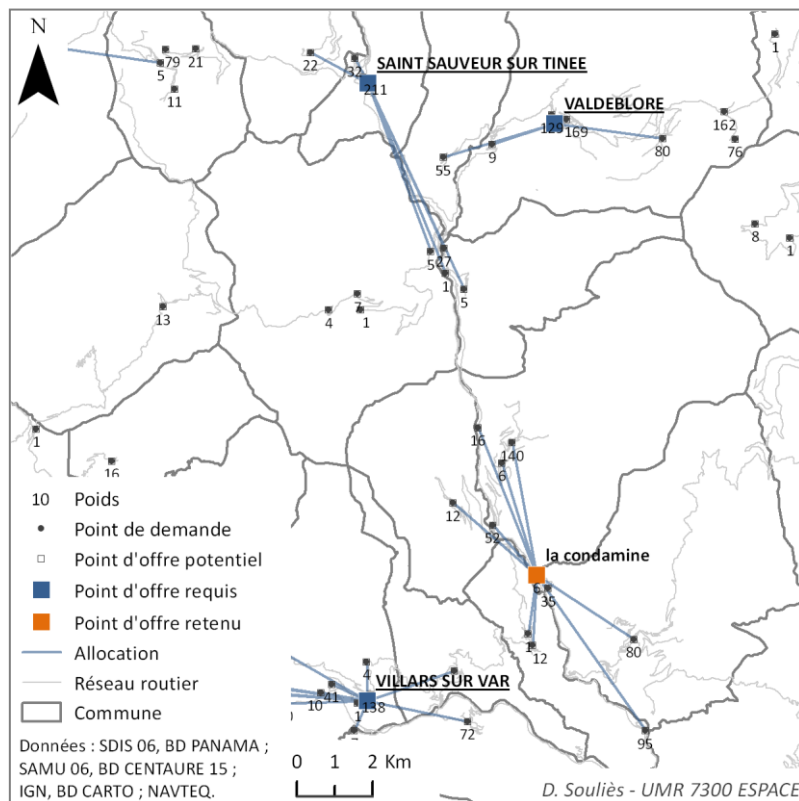 N
SAINT SAUVEUR SUR TINEE
VALDEBLORE
79
21
5
11
22
32
211
129
169
162
76
80
9
55
1
8
1
5
27
1
5
7
4
1
13
1
16
16
140
6
12
52
la condamine
6
35
1
12
80
95
4
VILLARS SUR VAR
41
10
1
138
72
7
0
10 Poids
Point de demande
Point d'offre potentiel
Point d'offre requis
Point d'offre retenu
Allocation
Réseau routier
Commune
Données : SDIS 06, BD PANAMA ;
SAMU 06, BD CENTAURE 15 ;
IGN, BD CARTO ; NAVTEQ.
0 1 2 Km
D. Souliès - UMR 7300 ESPACE